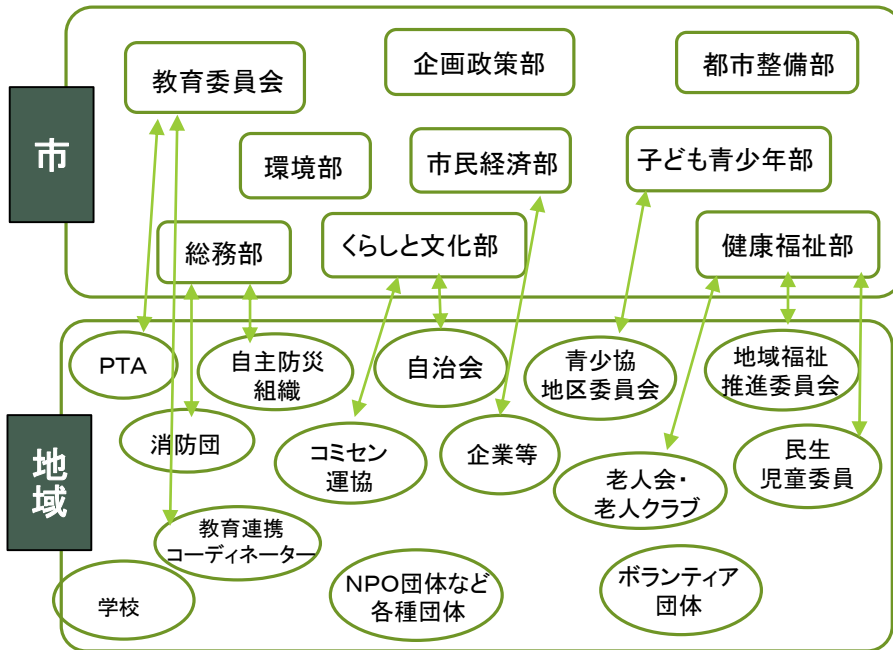 市
教育委員会
企画政策部
都市整備部
環境部
市民経済部
子ども青少年部
総務部
くらしと文化部
健康福祉部
地域
PTA
自主防災
組織
自治会
青少協
地区委員会
地域福祉
推進委員会
消防団
コミセン
運協
企業等
老人会・
老人クラブ
民生
児童委員
教育連携
コーディネーター
学校
NPO団体など
各種団体
ボランティア
団体